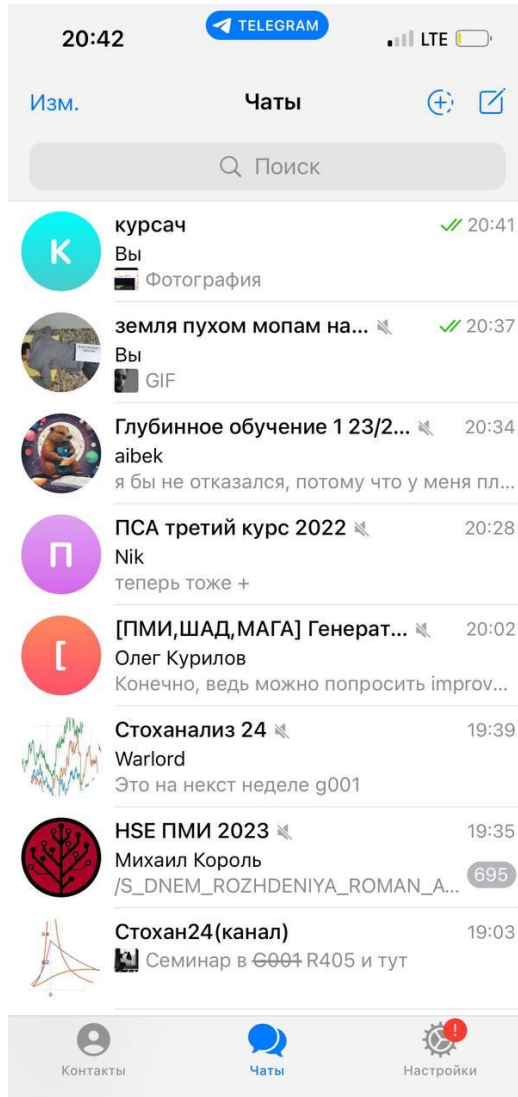 20:42
TELEGRAM
LTE
Изм.
Чаты
Поиск
К
курсач
20:41
Вы
Фотография
земля пухом мопам на...
20:37
Вы
GIF
Глубинное обучение 1 23/2...
20:34
aibek
я бы не отказался, потому что у меня пл...
П
ПСА третий курс 2022
20:28
Nik
теперь тоже +
[
[ПМИ,ШАД,МАГА] Генерат...
20:02
Олег Курилов
Конечно, ведь можно попросить improv...
Стоханализ 24
19:39
Warlord
Это на некст неделе g001
HSE ПМИ 2023
19:35
Михаил Король
/S_DNEM_ROZHDENIYA_ROMAN_A...
695
Стохан24(канал)
19:03
Семинар в G001 R405 и тут
Контакты
Чаты
Настройки
!